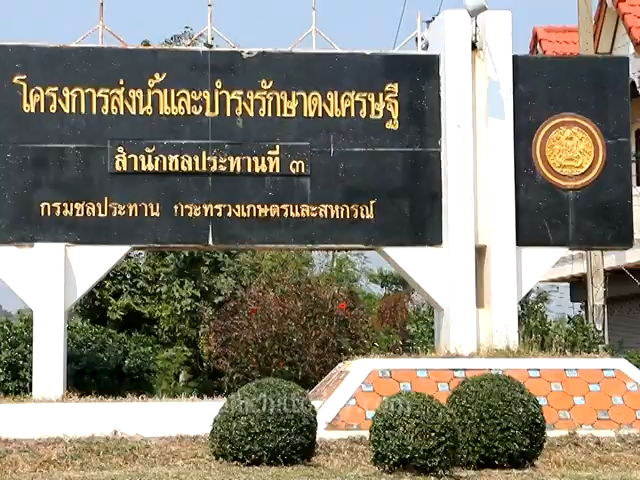 โครงการส่งน้ำและบำรุงรักษาดงเศรษฐี
สำนักชลประทานที่ ๓
กรมชลประทาน กระทรวงเกษตรและสหกรณ์